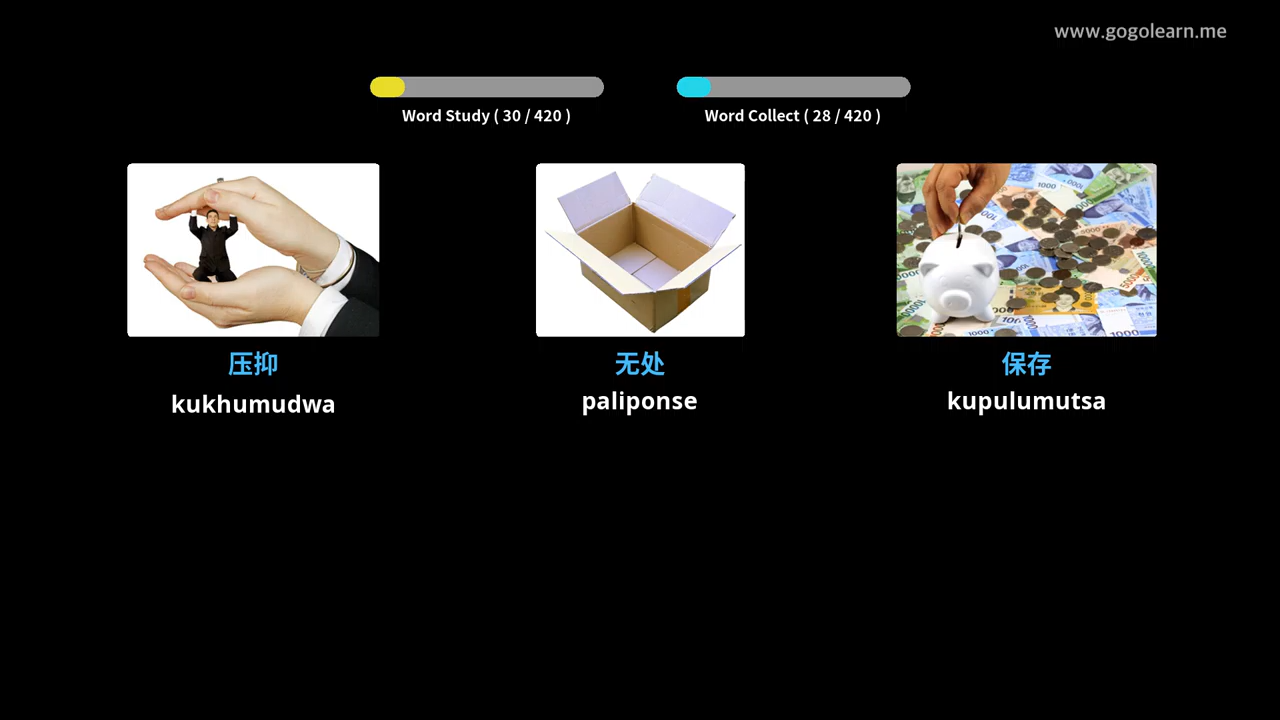 www.gogolearn.me
Word Study ( 30 / 420 )
Word Collect ( 28 / 420 )
压抑
无处
保存
kukhumudwa
paliponse
kupulumutsa